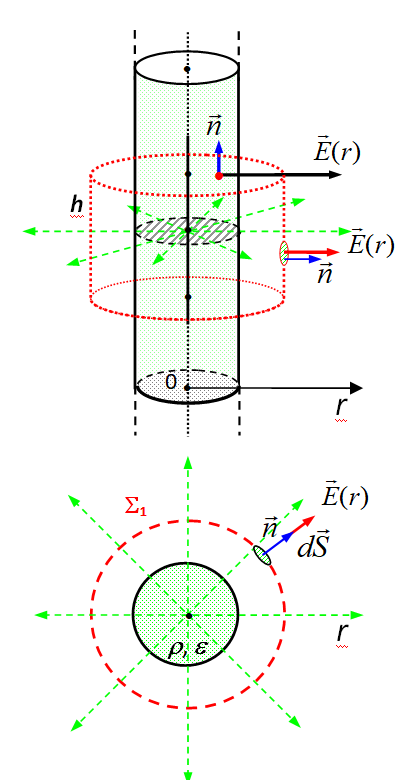 n⃗
E⃗(r)
h
E⃗(r)
n⃗
0
r
Σ₁
E⃗(r)
n⃗
dS⃗
r
ρ, ε